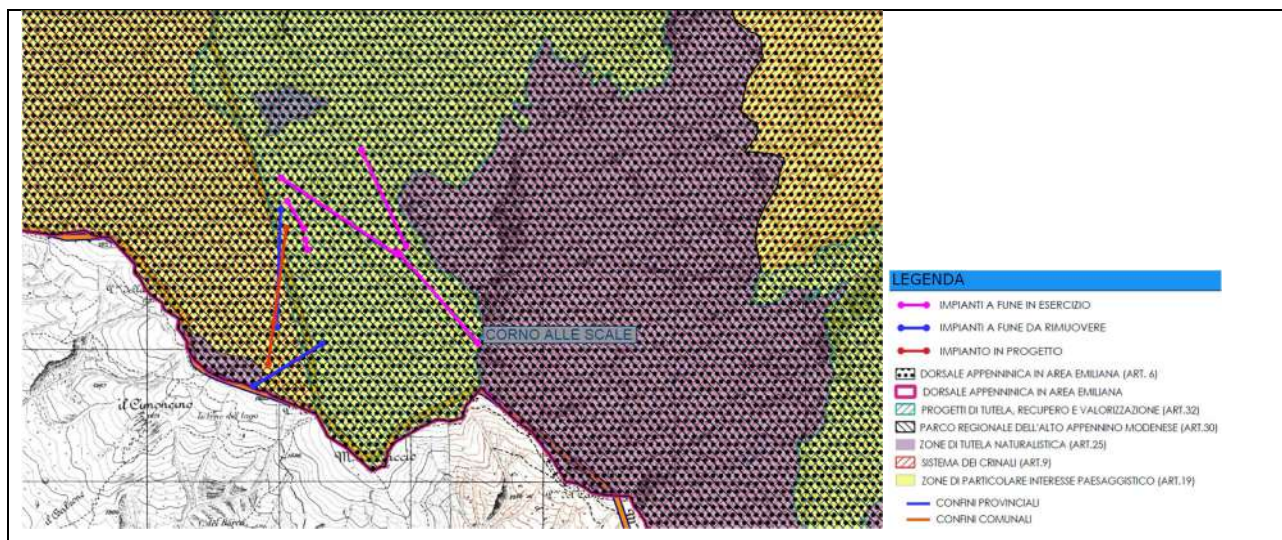 CORNO ALLE SCALE
il Cimoncino
LEGENDA
IMPIANTI A FUNE IN ESERCIZIO
IMPIANTI A FUNE DA RIMUOVERE
IMPIANTO IN PROGETTO
DORSALE APPENNINICA IN AREA EMILIANA (ART. 6)
DORSALE APPENNINICA IN AREA EMILIANA
PROGETTI DI TUTELA, RECUPERO E VALORIZZAZIONE (ART.32)
PARCO REGIONALE DELL'ALTO APPENNINO MODENESE (ART.30)
ZONE DI TUTELA NATURALISTICA (ART.25)
SISTEMA DEI CRINALI (ART.9)
ZONE DI PARTICOLARE INTERESSE PAESAGGISTICO (ART.19)
CONFINI PROVINCIALI
CONFINI COMUNALI